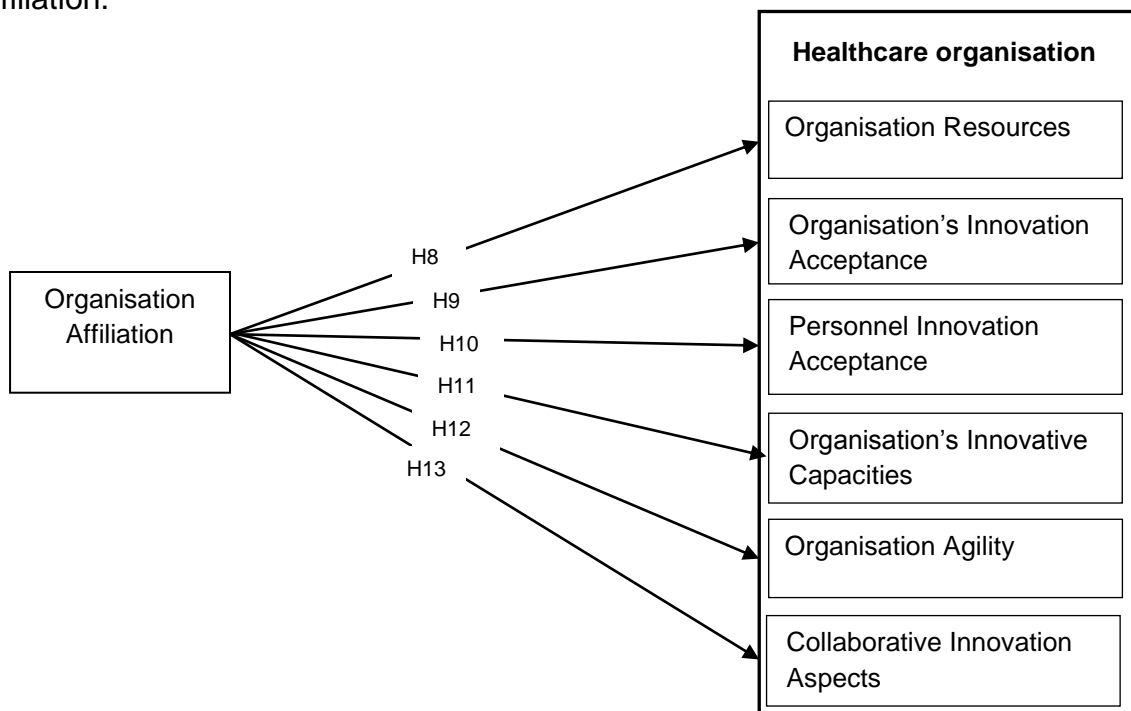 filiation.
Healthcare organisation
Organisation Resources
Organisation's Innovation
Acceptance
Personnel Innovation
Acceptance
Organisation's Innovative
Capacities
Organisation Agility
Collaborative Innovation
Aspects
Organisation
Affiliation
H8
H9
H10
H11
H12
H13